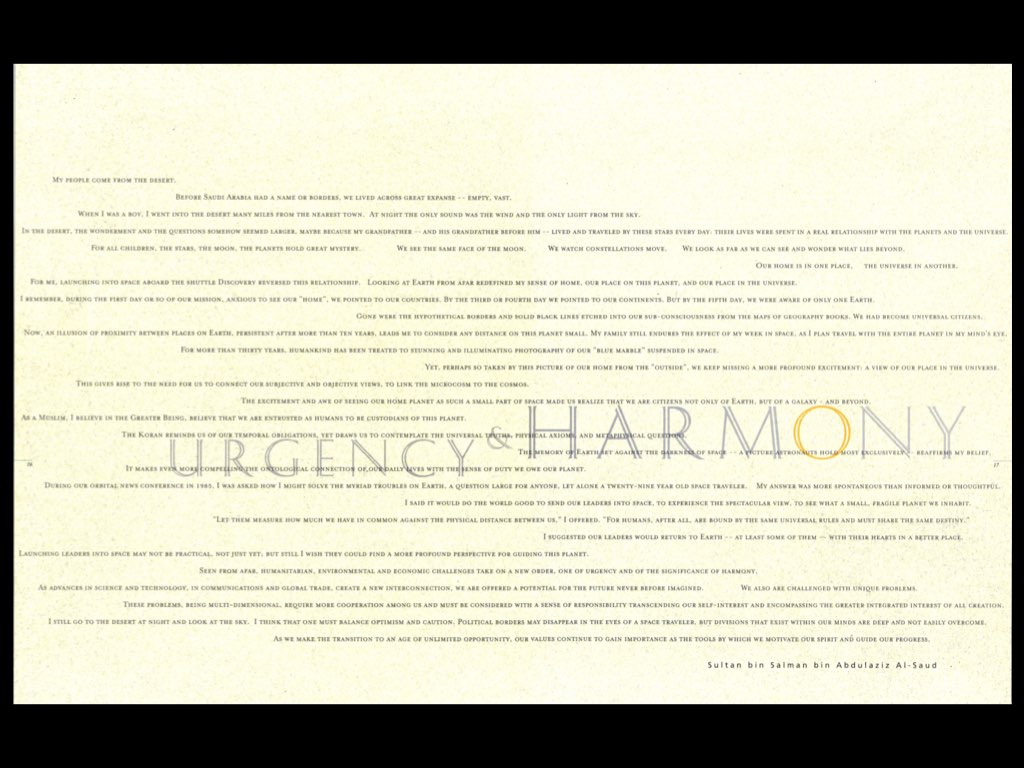 My people come from the desert.
Before Saudi Arabia had a name or borders, we lived across great expanse -- empty, vast.
When I was a boy, I went into the desert many miles from the nearest town. At night the only sound was the wind and the only light from the sky.
In the desert, the wonderment and the questions somehow seemed larger, maybe because my grandfather -- and his grandfather before him -- lived and traveled by these stars every day: their lives were spent in a real relationship with the planets and the universe.
For all children, the stars, the moon, the planets hold great mystery. We see the same face of the moon. We watch constellations move. We look as far as we can see and wonder what lies beyond.
Our home is in one place, the universe in another.
For me, launching into space aboard the shuttle Discovery reversed this relationship. Looking at Earth from afar redefined my sense of home, our place on this planet, and our place in the universe.
I remember, during the first day or so of our mission, anxious to see our "home", we pointed to our countries. By the third or fourth day we pointed to our continents. But by the fifth day, we were aware of only one Earth.
Gone were the hypothetical borders and solid black lines etched into our sub-consciousness from the maps of geography books. We had become universal citizens.
Now, an illusion of proximity between places on Earth, persistent after more than ten years, leads me to consider any distance on this planet small. My family still endures the effect of my week in space, as I plan travel with the entire planet in my mind's eye.
For more than thirty years, humankind has been treated to stunning and illuminating photography of our "blue marble" suspended in space.
Yet, perhaps so taken by this picture of our home from the "outside", we keep missing a more profound excitement: a view of our place in the universe.
This gives rise to the need for us to connect our subjective and objective views, to link the microcosm to the cosmos.
The excitement and awe of seeing our home planet as such a small part of space made us realize that we are citizens not only of Earth, but of a galaxy - and beyond.
As a Muslim, I believe in the Greater Being, believe that we are entrusted as humans to be custodians of this planet.
The Koran reminds us of our temporal obligations, yet draws us to contemplate the universal truths, physical axioms, and metaphysical questions.
URGENCY & HARMONY
The memory of Earth set against the darkness of space -- a picture astronauts hold most exclusively -- reaffirms my belief.
26
17
It makes even more compelling the ontological connection of our daily lives with the sense of duty we owe our planet.
During our orbital news conference in 1985, I was asked how I might solve the myriad troubles on Earth, a question large for anyone, let alone a twenty-nine year old space traveler. My answer was more spontaneous than informed or thoughtful.
I said it would do the world good to send our leaders into space, to experience the spectacular view, to see what a small, fragile planet we inhabit.
"Let them measure how much we have in common against the physical distance between us," I offered. "For humans, after all, are bound by the same universal rules and must share the same destiny."
I suggested our leaders would return to Earth -- at least some of them -- with their hearts in a better place.
Launching leaders into space may not be practical, not just yet; but still I wish they could find a more profound perspective for guiding this planet.
Seen from afar, humanitarian, environmental and economic challenges take on a new order, one of urgency and of the significance of harmony.
As advances in science and technology, in communications and global trade, create a new interconnection, we are offered a potential for the future never before imagined. We also are challenged with unique problems.
These problems, being multi-dimensional, require more cooperation among us and must be considered with a sense of responsibility transcending our self-interest and encompassing the greater integrated interest of all creation.
I still go to the desert at night and look at the sky. I think that one must balance optimism and caution. Political borders may disappear in the eyes of a space traveler, but divisions that exist within our minds are deep and not easily overcome.
As we make the transition to an age of unlimited opportunity, our values continue to gain importance as the tools by which we motivate our spirit and guide our progress.
Sultan bin Salman bin Abdulaziz Al-Saud